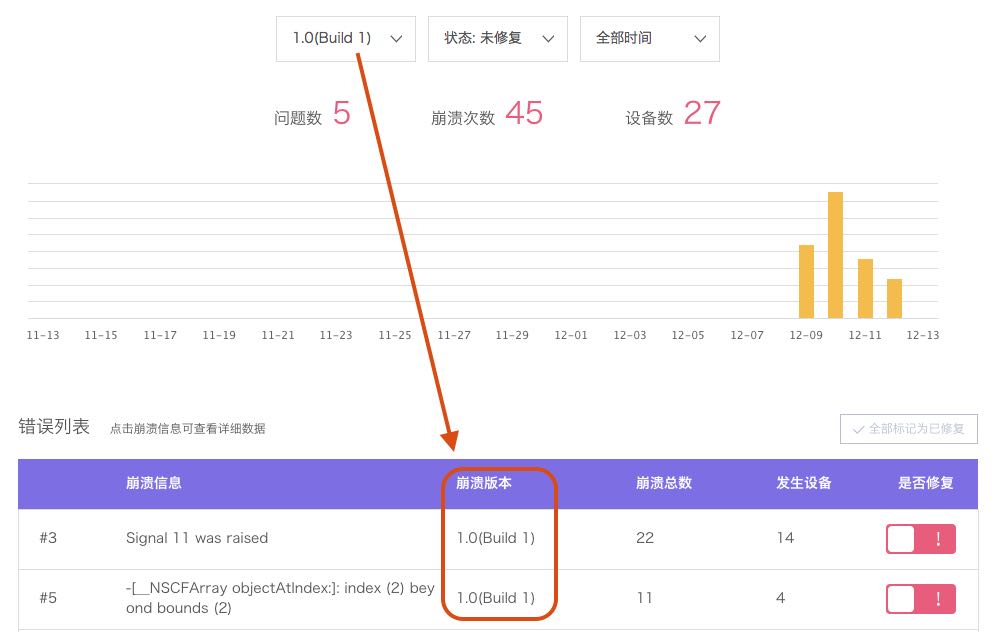 1.0(Build 1) 状态: 未修复 全部时间
问题数 5 崩溃次数 45 设备数 27
11-13 11-15 11-17 11-19 11-21 11-23 11-25 11-27 11-29 12-01 12-03 12-05 12-07 12-09 12-11 12-13
错误列表 点击崩溃信息可查看详细数据 全部标记为已修复
崩溃信息 崩溃版本 崩溃总数 发生设备 是否修复
#3 Signal 11 was raised 1.0(Build 1) 22 14 !
#5 -[__NSCFArray objectAtIndex:]: index (2) bey
ond bounds (2) 1.0(Build 1) 11 4 !